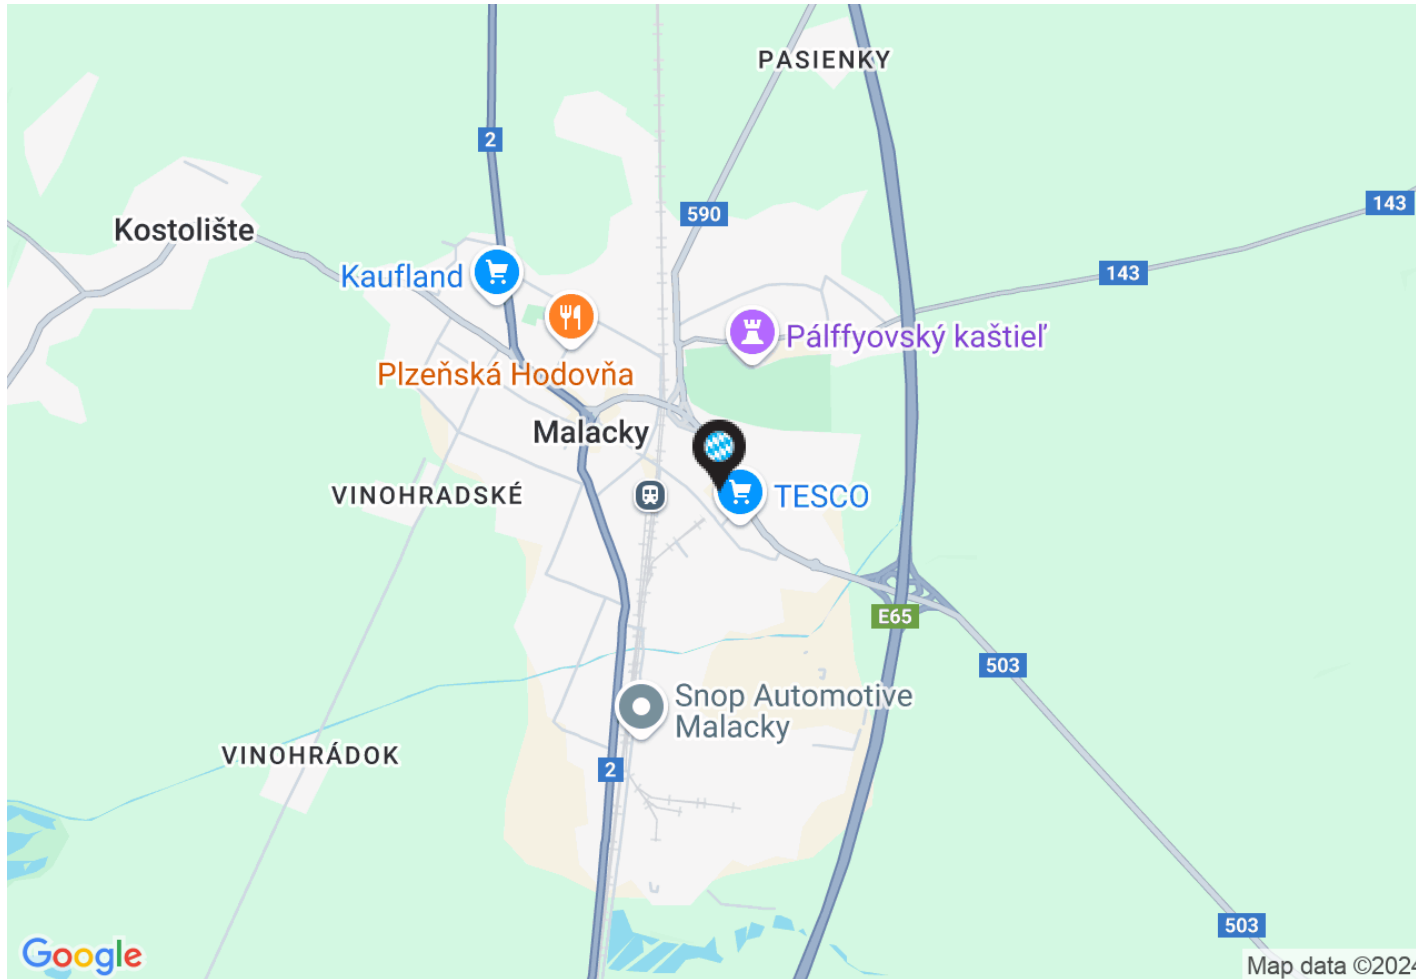 PASIENKY
2
143
590
Kostolište
143
Kaufland
Pálffyovský kaštieľ
Plzeňská Hodovňa
Malacky
VINOHRADSKÉ
TESCO
E65
503
Snop Automotive
Malacky
VINOHRÁDOK
2
503
Google
Map data ©2024